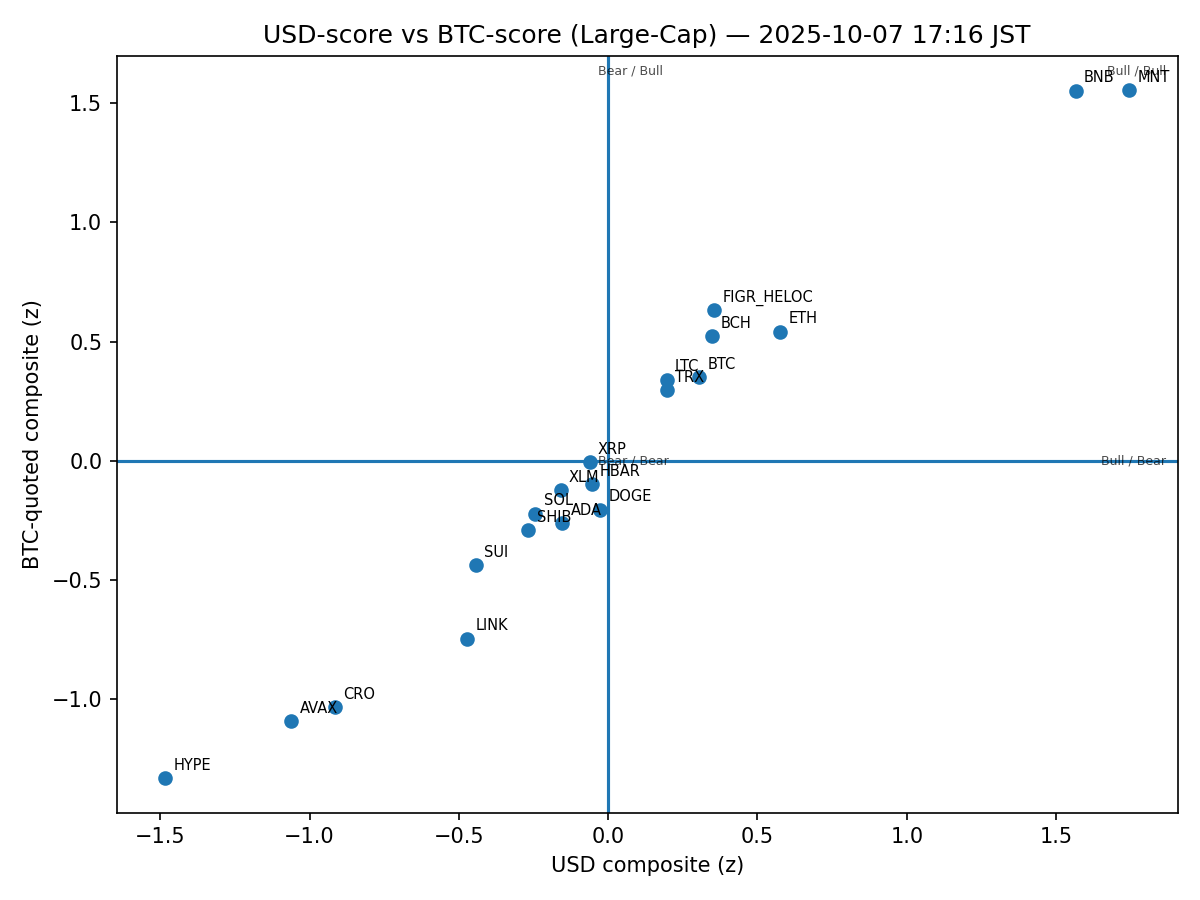 USD-score vs BTC-score (Large-Cap) — 2025-10-07 17:16 JST
Bear / Bull
Bull / Bull
BNB
MNT
1.5
1.0
FIGR_HELOC
ETH
BCH
0.5
LTC
BTC
TRX
XRP
0.0
Bear / Bear
Bull / Bear
HBAR
XLM
DOGE
SOL
ADA
SHIB
SUI
−0.5
LINK
CRO
−1.0
AVAX
HYPE
BTC-quoted composite (z)
−1.5
−1.0
−0.5
0.0
0.5
1.0
1.5
USD composite (z)